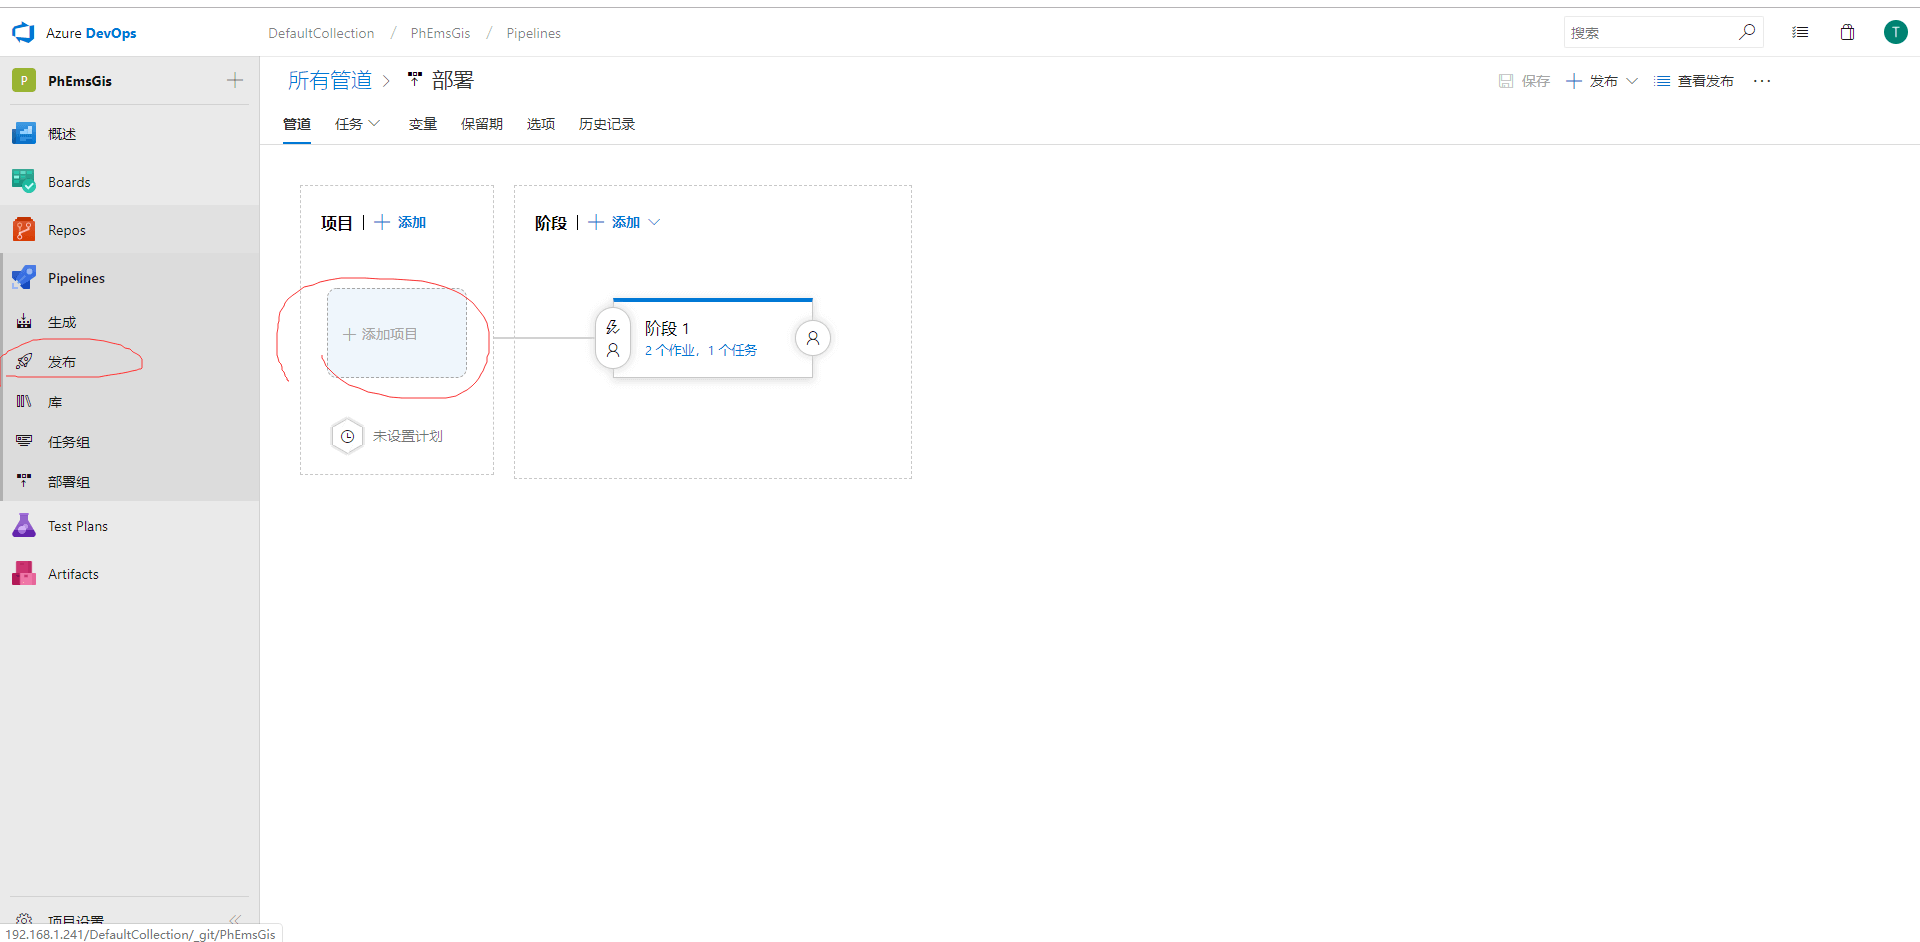 Azure DevOps
DefaultCollection / PhEmsGis / Pipelines
搜索
T
P PhEmsGis
概述
Boards
Repos
Pipelines
生成
发布
库
任务组
部署组
Test Plans
Artifacts
项目设置
192.168.1.241/DefaultCollection/_git/PhEmsGis
所有管道 > 部署
保存
发布
查看发布
管道 任务 变量 保留期 选项 历史记录
项目 | + 添加
+ 添加项目
未设置计划
阶段 | + 添加
阶段 1
2 个作业, 1 个任务